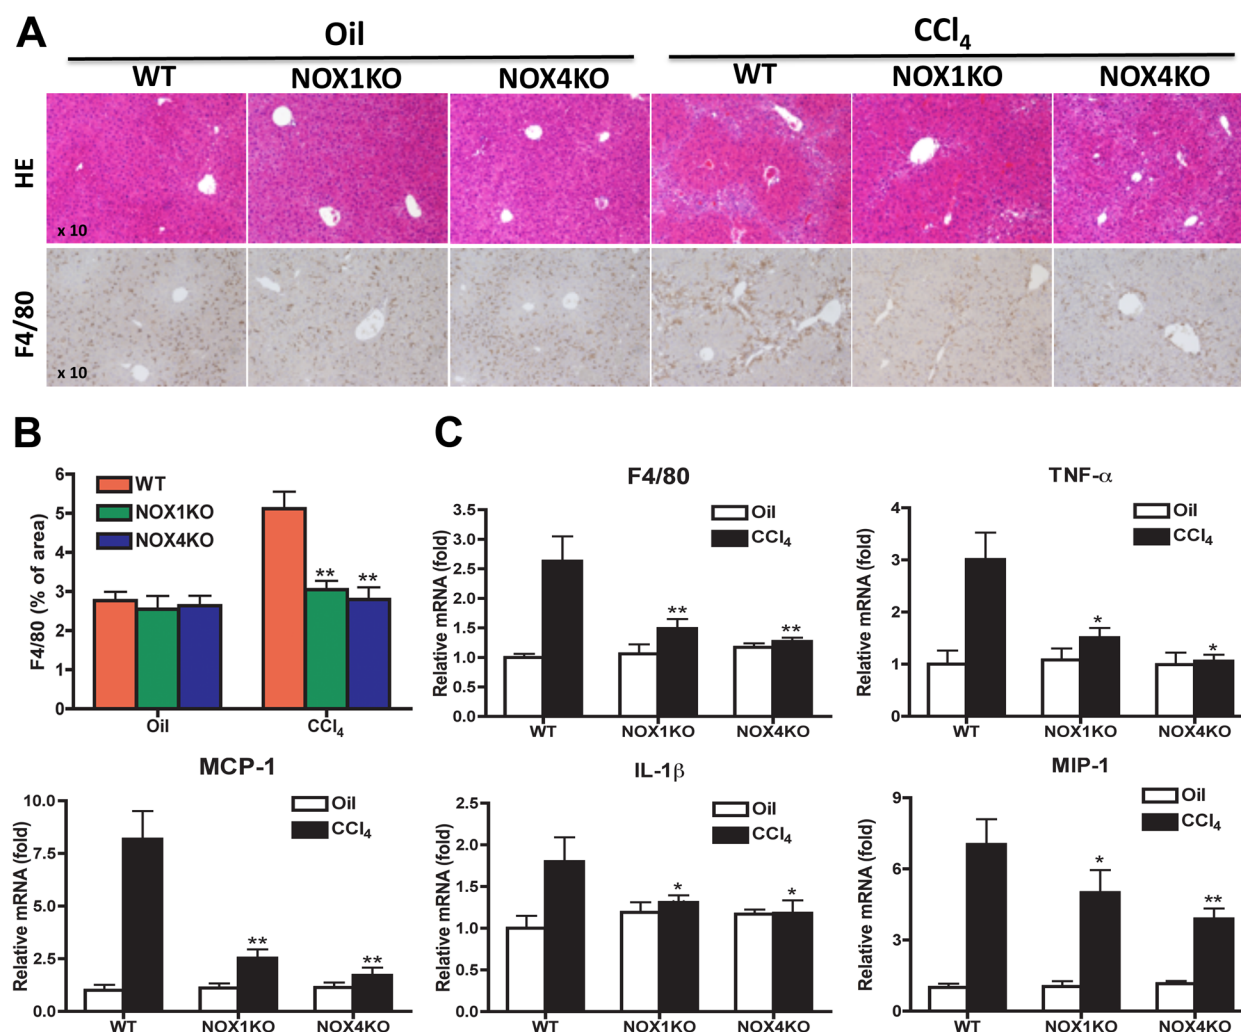 A
Oil
CCl4
WT
NOX1KO
NOX4KO
WT
NOX1KO
NOX4KO
HE
x 10
F4/80
x 10
B
F4/80 (% of area)
6
5
4
3
2
1
0
WT
NOX1KO
NOX4KO
**
**
Oil
CCl4
C
F4/80
Relative mRNA (fold)
3.5
3.0
2.5
2.0
1.5
1.0
0.5
0.0
Oil
CCl4
**
**
WT
NOX1KO
NOX4KO
TNF-α
Relative mRNA (fold)
4
3
2
1
0
Oil
CCl4
*
*
WT
NOX1KO
NOX4KO
MCP-1
Relative mRNA (fold)
10.0
7.5
5.0
2.5
0.0
Oil
CCl4
**
**
WT
NOX1KO
NOX4KO
IL-1β
Relative mRNA (fold)
2.5
2.0
1.5
1.0
0.5
0.0
Oil
CCl4
*
*
WT
NOX1KO
NOX4KO
MIP-1
Relative mRNA (fold)
9
6
3
0
Oil
CCl4
*
**
WT
NOX1KO
NOX4KO